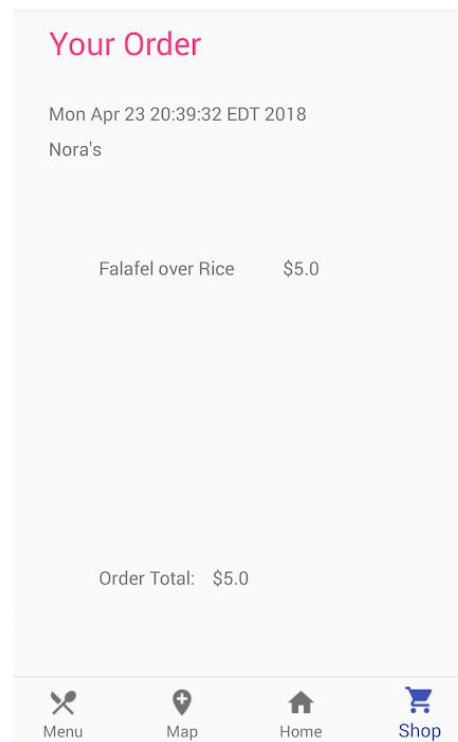 Your Order
Mon Apr 23 20:39:32 EDT 2018
Nora's
Falafel over Rice $5.0
Order Total: $5.0
Menu Map Home Shop